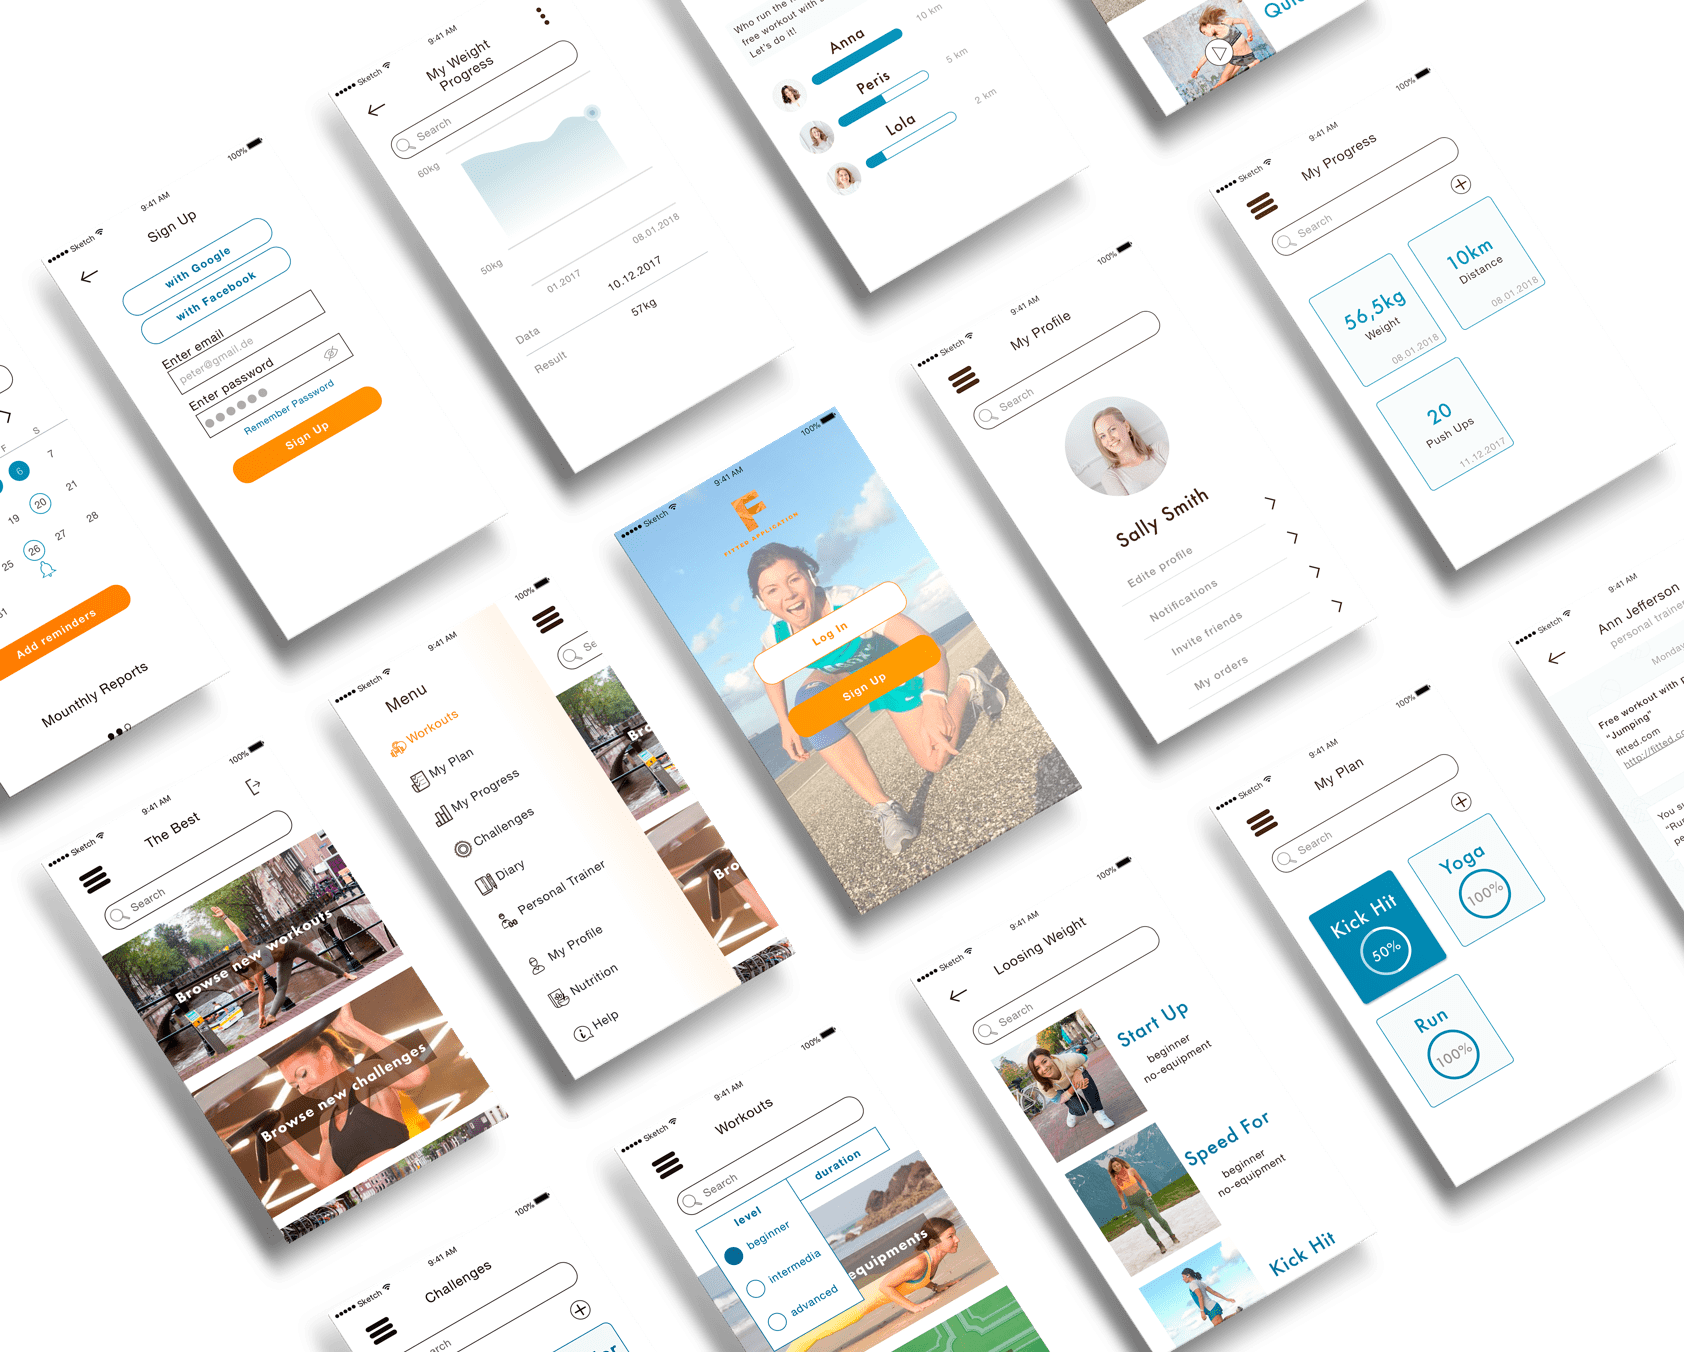 Sketch
9:41 AM
My Weight
Progress
Search
60kg
50kg
01.2017
08.01.2018
Data
10.12.2017
Result
57kg
Who run the
free workout with
Let's do it!
Anna
10 km
Peris
5 km
Lola
2 km
100%
Sketch
9:41 AM
Sign Up
with Google
with Facebook
Enter email
peter@gmail.de
Enter password
Remember Password
Sign Up
F
S
6
7
19
20
21
25
26
27
28
31
Add reminders
Mounthly Reports
100%
Sketch
9:41 AM
My Progress
Search
10km
Distance
08.01.2018
56,5kg
Weight
08.01.2018
20
Push Ups
11.12.2017
100%
Sketch
9:41 AM
My Profile
Search
Sally Smith
Edite profile
Notifications
Invite friends
My orders
100%
Sketch
9:41 AM
F
FITTED APPLICATION
Log In
Sign Up
100%
Sketch
9:41 AM
Menu
Workouts
My Plan
My Progress
Challenges
Diary
Personal Trainer
My Profile
Nutrition
Help
Se
Bro
Bro
100%
Sketch
9:41 AM
The Best
Search
Browse new workouts
Browse new challenges
Sketch
9:41 AM
Ann Jefferson
personal traine
Monday
Free workout with p
"Jumping"
fitted.com
http://fitted.co
You su
"Ru
pe
100%
Sketch
9:41 AM
My Plan
Search
Kick Hit
50%
Yoga
100%
Run
100%
100%
Sketch
9:41 AM
Loosing Weight
Search
Start Up
beginner
no-equipment
Speed For
beginner
no-equipment
Kick Hit
100%
Sketch
9:41 AM
Workouts
Search
level
duration
beginner
intermedia
advanced
equipments
100%
Sketch
9:41 AM
Challenges